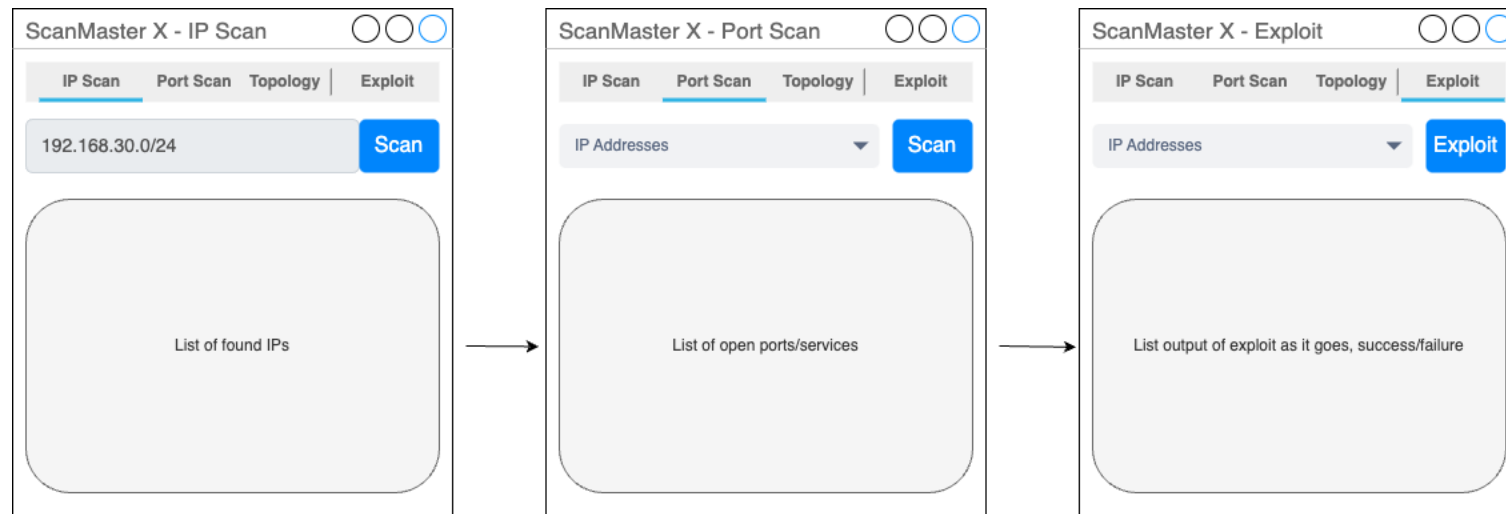 ScanMaster X - IP Scan
IP Scan Port Scan Topology Exploit
192.168.30.0/24 Scan
List of found IPs
ScanMaster X - Port Scan
IP Scan Port Scan Topology Exploit
IP Addresses Scan
List of open ports/services
ScanMaster X - Exploit
IP Scan Port Scan Topology Exploit
IP Addresses Exploit
List output of exploit as it goes, success/failure